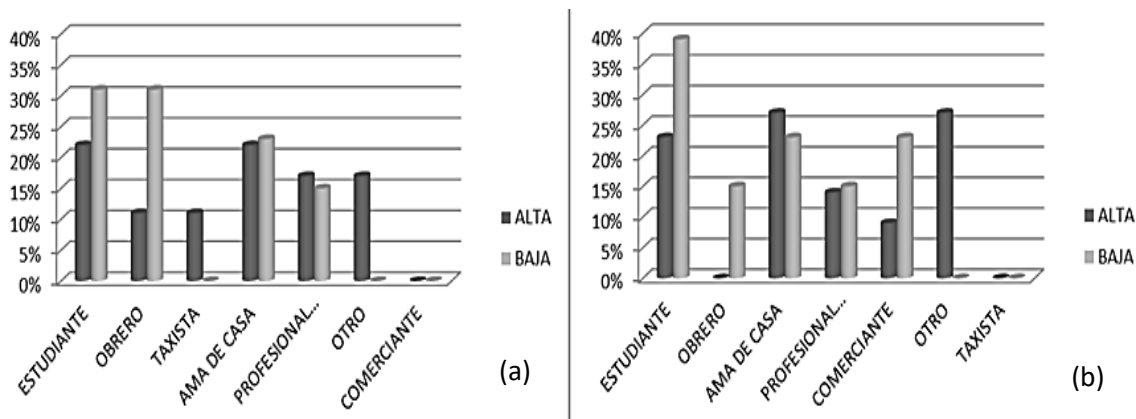 40%
35%
30%
25%
20%
15%
10%
5%
0%
ESTUDIANTE
OBRERO
TAXISTA
AMA DE CASA
PROFESIONAL...
OTRO
COMERCIANTE
ALTA
BAJA
(a)
40%
35%
30%
25%
20%
15%
10%
5%
0%
ESTUDIANTE
OBRERO
AMA DE CASA
PROFESIONAL...
COMERCIANTE
OTRO
TAXISTA
ALTA
BAJA
(b)